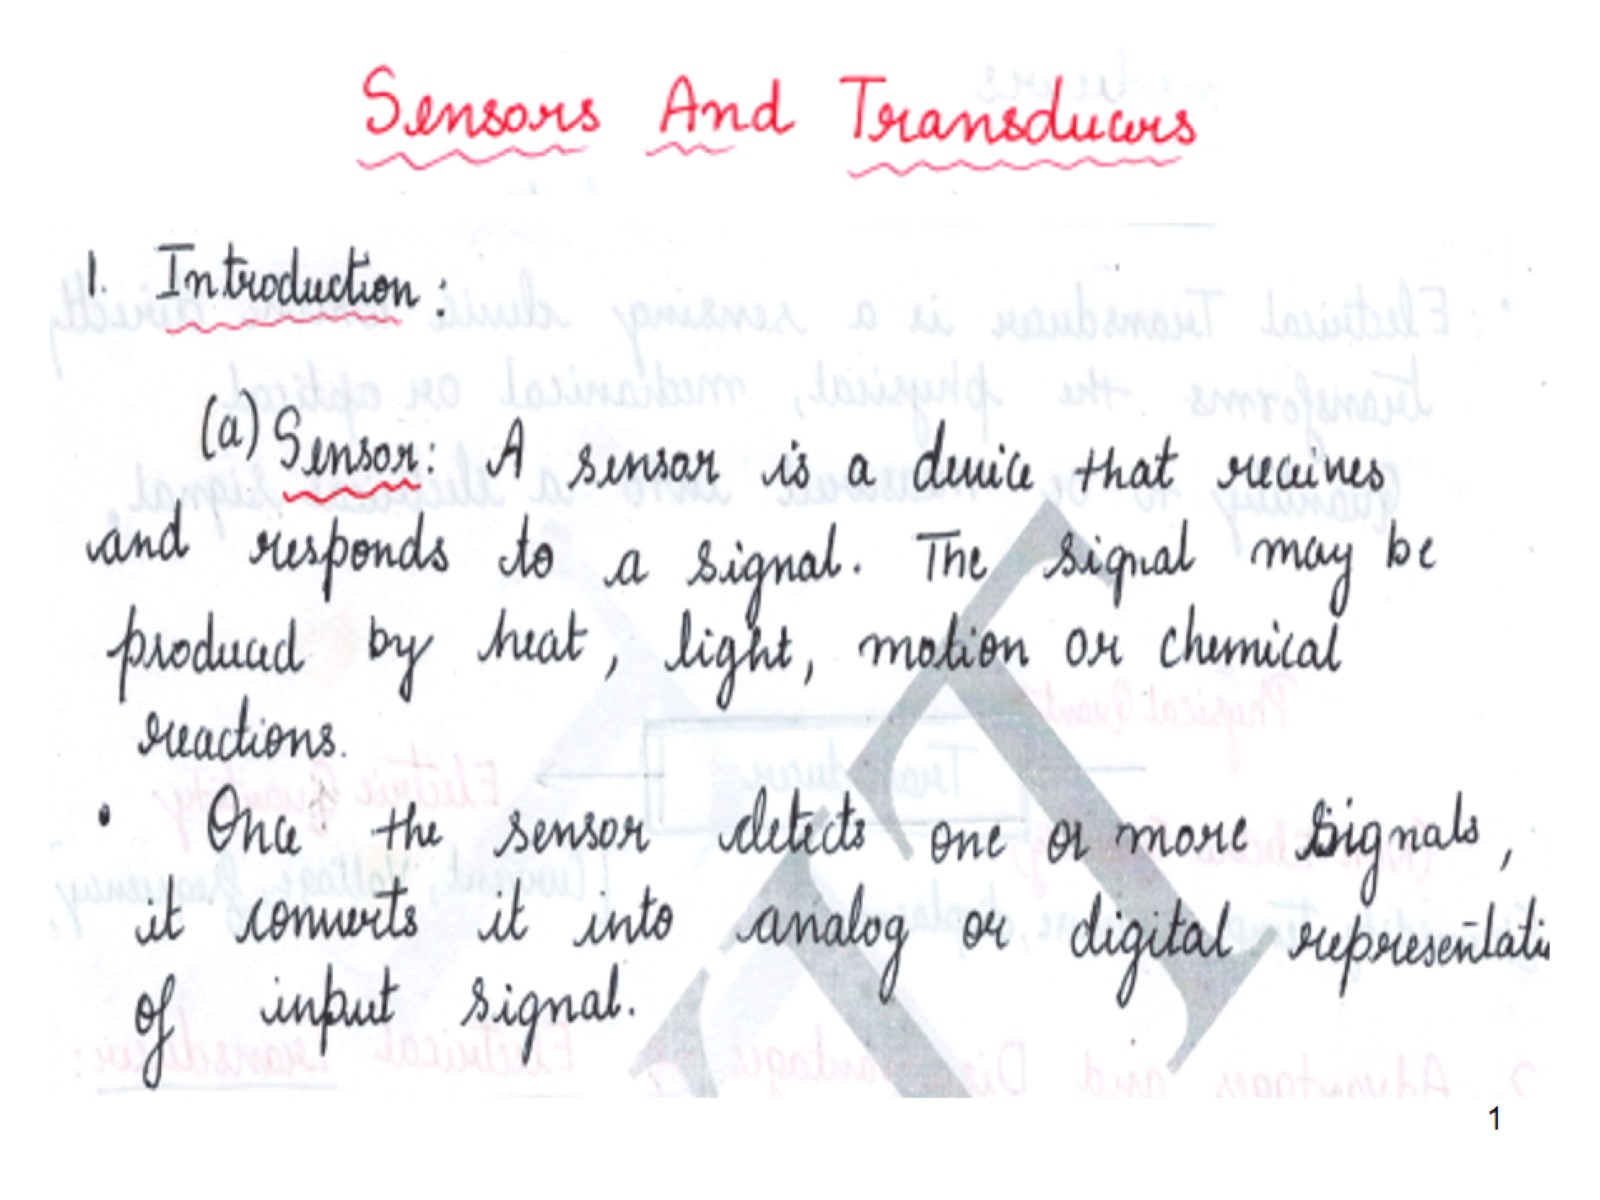 Sensors And Transducers
1. Introduction:
(a) Sensor: A sensor is a device that receives
and responds to a signal. The signal may be
produced by heat, light, motion or chemical
reactions.
• Once the sensor detects one or more signals,
it converts it into analog or digital representati
of input signal.
1